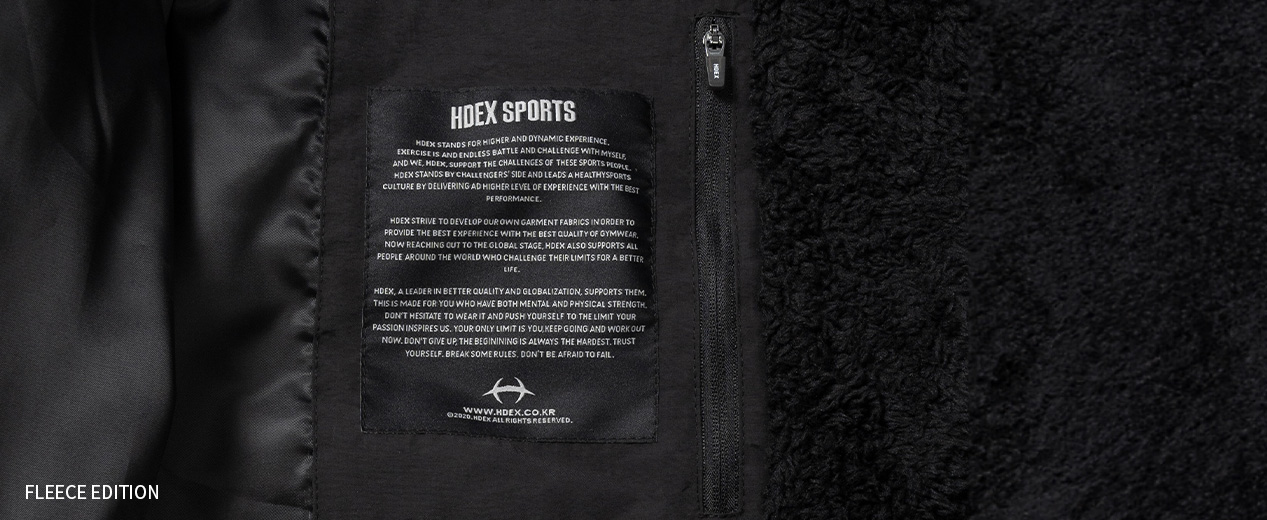 HDEX SPORTS
HDEX STANDS FOR HIGHER AND DYNAMIC EXPERIENCE.
EXERCISE IS AND ENDLESS BATTLE AND CHALLENGE WITH MYSELF,
AND WE, HDEX, SUPPORT THE CHALLENGES OF THESE SPORTS PEOPLE.
HDEX STANDS BY CHALLENGERS' SIDE AND LEADS A HEALTHYSPORTS
CULTURE BY DELIVERING AD HIGHER LEVEL OF EXPERIENCE WITH THE BEST
PERFORMANCE.
HDEX STRIVE TO DEVELOP OUR OWN GARMENT FABRICS IN ORDER TO
PROVIDE THE BEST EXPERIENCE WITH THE BEST QUALITY OF GYMWEAR.
NOW REACHING OUT TO THE GLOBAL STAGE, HDEX ALSO SUPPORTS ALL
PEOPLE AROUND THE WORLD WHO CHALLENGE THEIR LIMITS FOR A BETTER
LIFE.
HDEX, A LEADER IN BETTER QUALITY AND GLOBALIZATION, SUPPORTS THEM.
THIS IS MADE FOR YOU WHO HAVE BOTH MENTAL AND PHYSICAL STRENGTH.
DON'T HESITATE TO WEAR IT AND PUSH YOURSELF TO THE LIMIT YOUR
PASSION INSPIRES US. YOUR ONLY LIMIT IS YOU.KEEP GOING AND WORK OUT
NOW. DON'T GIVE UP, THE BEGININING IS ALWAYS THE HARDEST. TRUST
YOURSELF. BREAK SOME RULES. DON'T BE AFRAID TO FAIL.
WWW.HDEX.CO.KR
©2020. HDEX ALL RIGHTS RESERVED.
HDEX
FLEECE EDITION